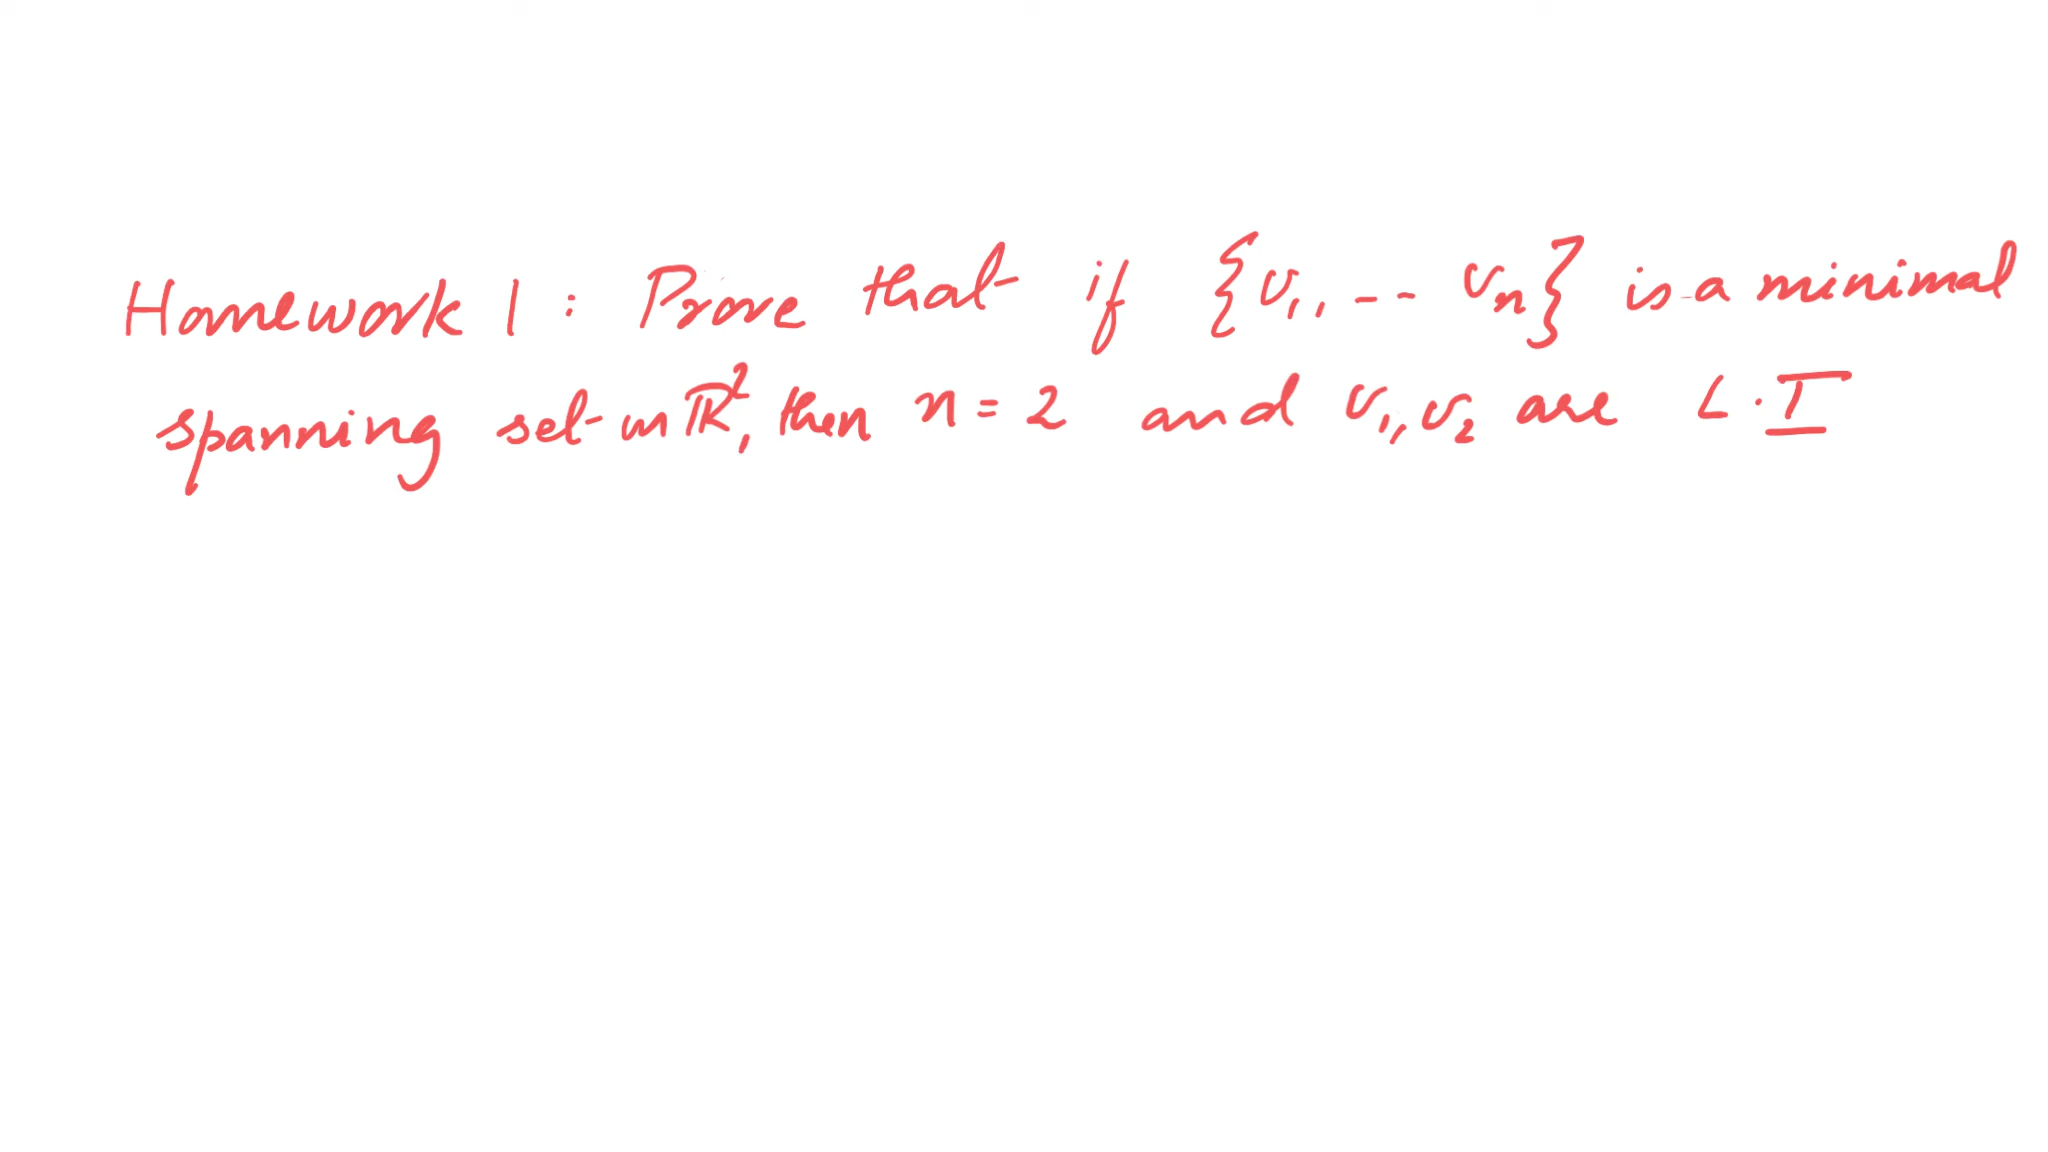 Homework 1 : Prove that if {v₁, -- vₙ} is a minimal
spanning set in ℝ², then n = 2 and v₁, v₂ are L.I